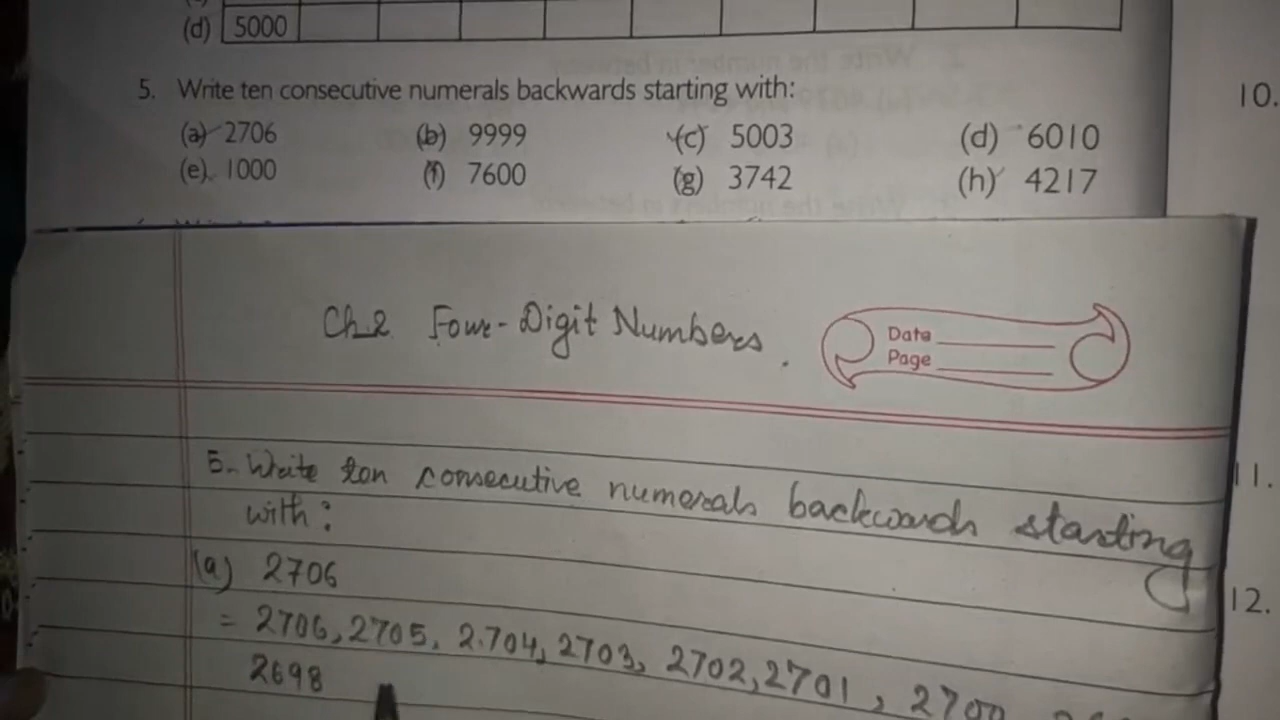 (d) 5000
5. Write ten consecutive numerals backwards starting with:
(a) 2706 (b) 9999 (c) 5003 (d) 6010
(e) 1000 (f) 7600 (g) 3742 (h) 4217
10.
Ch 2 Four-Digit Numbers.
Date
Page
11.
5. Write ten consecutive numerals backwards starting
with:
(a) 2706
12.
= 2706, 2705, 2704, 2703, 2702, 2701, 2700
2698